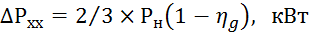 ΔPхх = 2/3 × Pн(1 − ηg), кВт